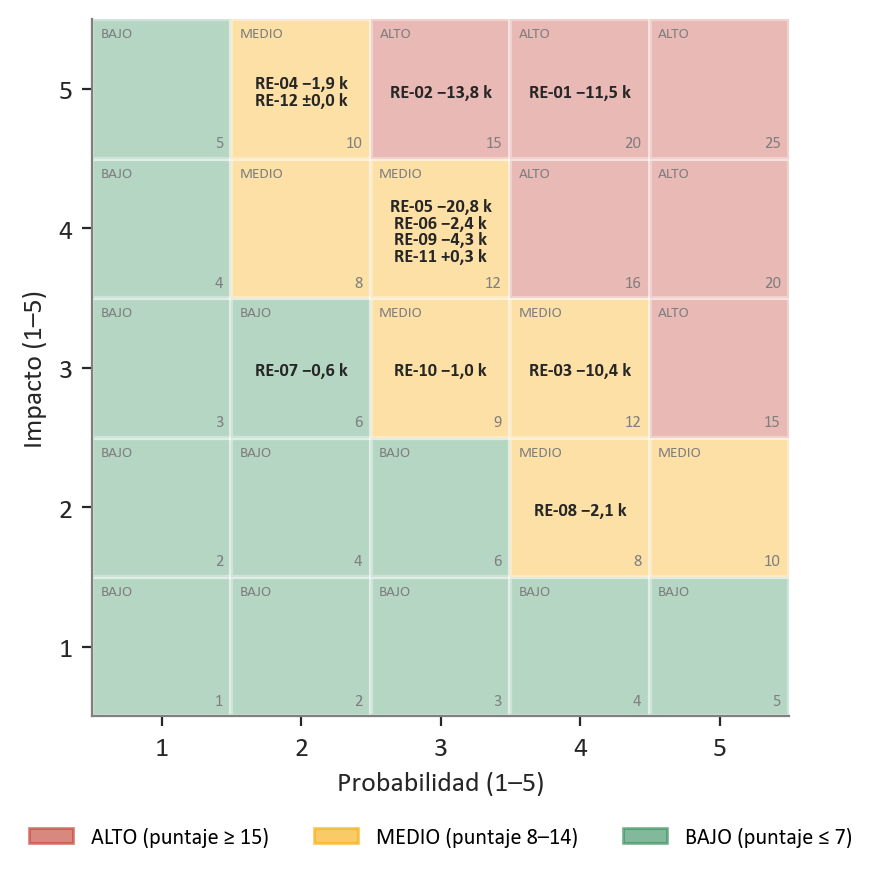 BAJO
MEDIO
ALTO
ALTO
ALTO
5
RE-04 −1,9 k
RE-12 ±0,0 k
RE-02 −13,8 k
RE-01 −11,5 k
5
10
15
20
25
BAJO
MEDIO
MEDIO
ALTO
ALTO
4
RE-05 −20,8 k
RE-06 −2,4 k
RE-09 −4,3 k
RE-11 +0,3 k
4
8
12
16
20
BAJO
BAJO
MEDIO
MEDIO
ALTO
3
RE-07 −0,6 k
RE-10 −1,0 k
RE-03 −10,4 k
3
6
9
12
15
BAJO
BAJO
BAJO
MEDIO
MEDIO
2
RE-08 −2,1 k
2
4
6
8
10
BAJO
BAJO
BAJO
BAJO
BAJO
1
1
2
3
4
5
Impacto (1–5)
1
2
3
4
5
Probabilidad (1–5)
ALTO (puntaje ≥ 15)
MEDIO (puntaje 8–14)
BAJO (puntaje ≤ 7)